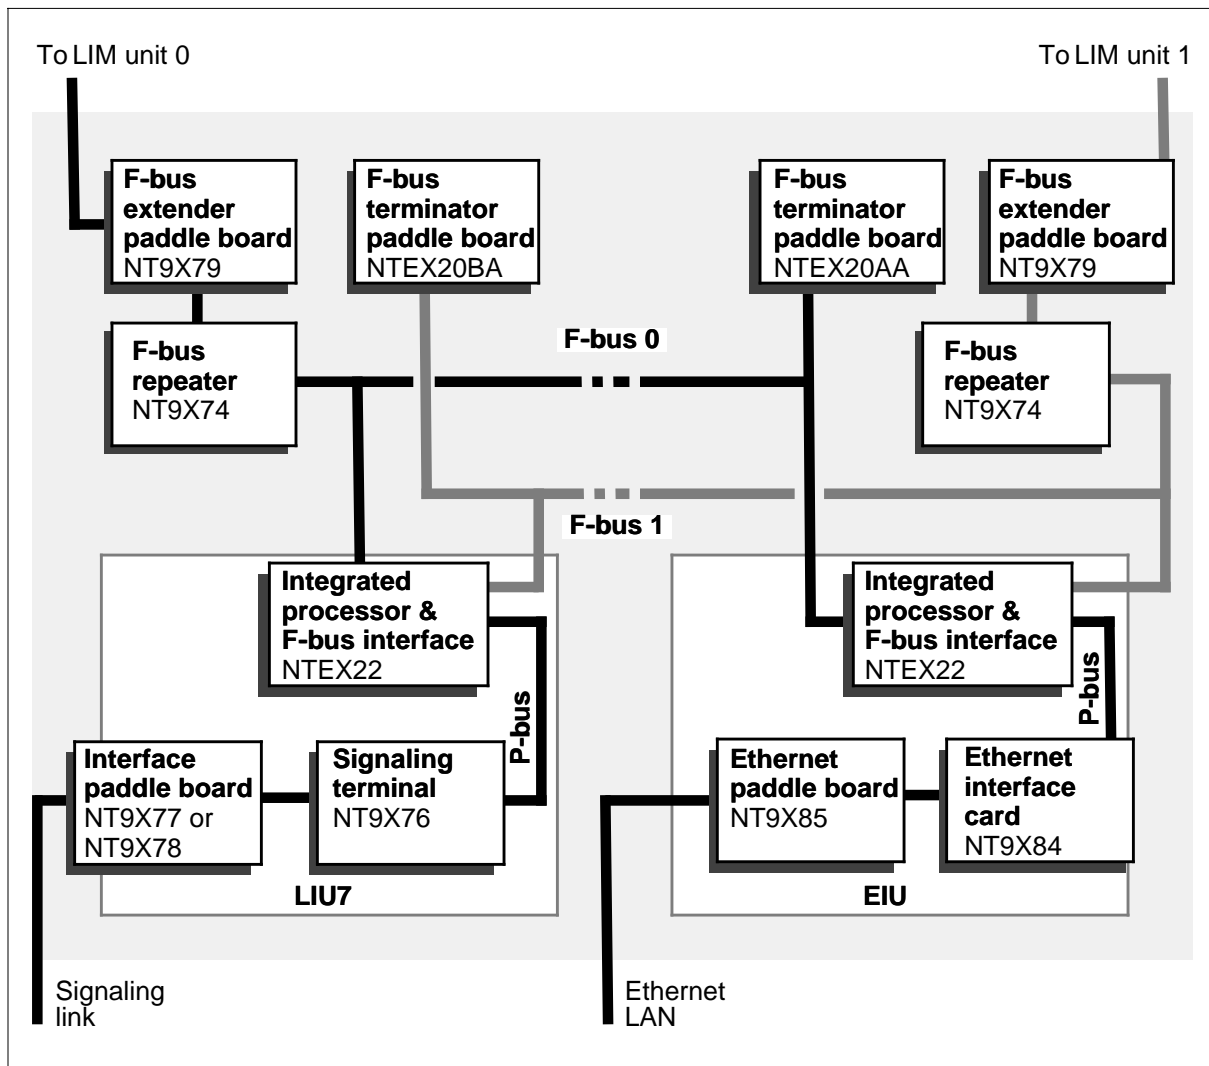 To LIM unit 0
To LIM unit 1
F-bus
extender
paddle board
NT9X79
F-bus
terminator
paddle board
NTEX20BA
F-bus
terminator
paddle board
NTEX20AA
F-bus
extender
paddle board
NT9X79
F-bus
repeater
NT9X74
F-bus 0
F-bus
repeater
NT9X74
F-bus 1
Integrated
processor &
F-bus interface
NTEX22
P-bus
Integrated
processor &
F-bus interface
NTEX22
P-bus
Interface
paddle board
NT9X77 or
NT9X78
Signaling
terminal
NT9X76
LIU7
Ethernet
paddle board
NT9X85
Ethernet
interface
card
NT9X84
EIU
Signaling
link
Ethernet
LAN